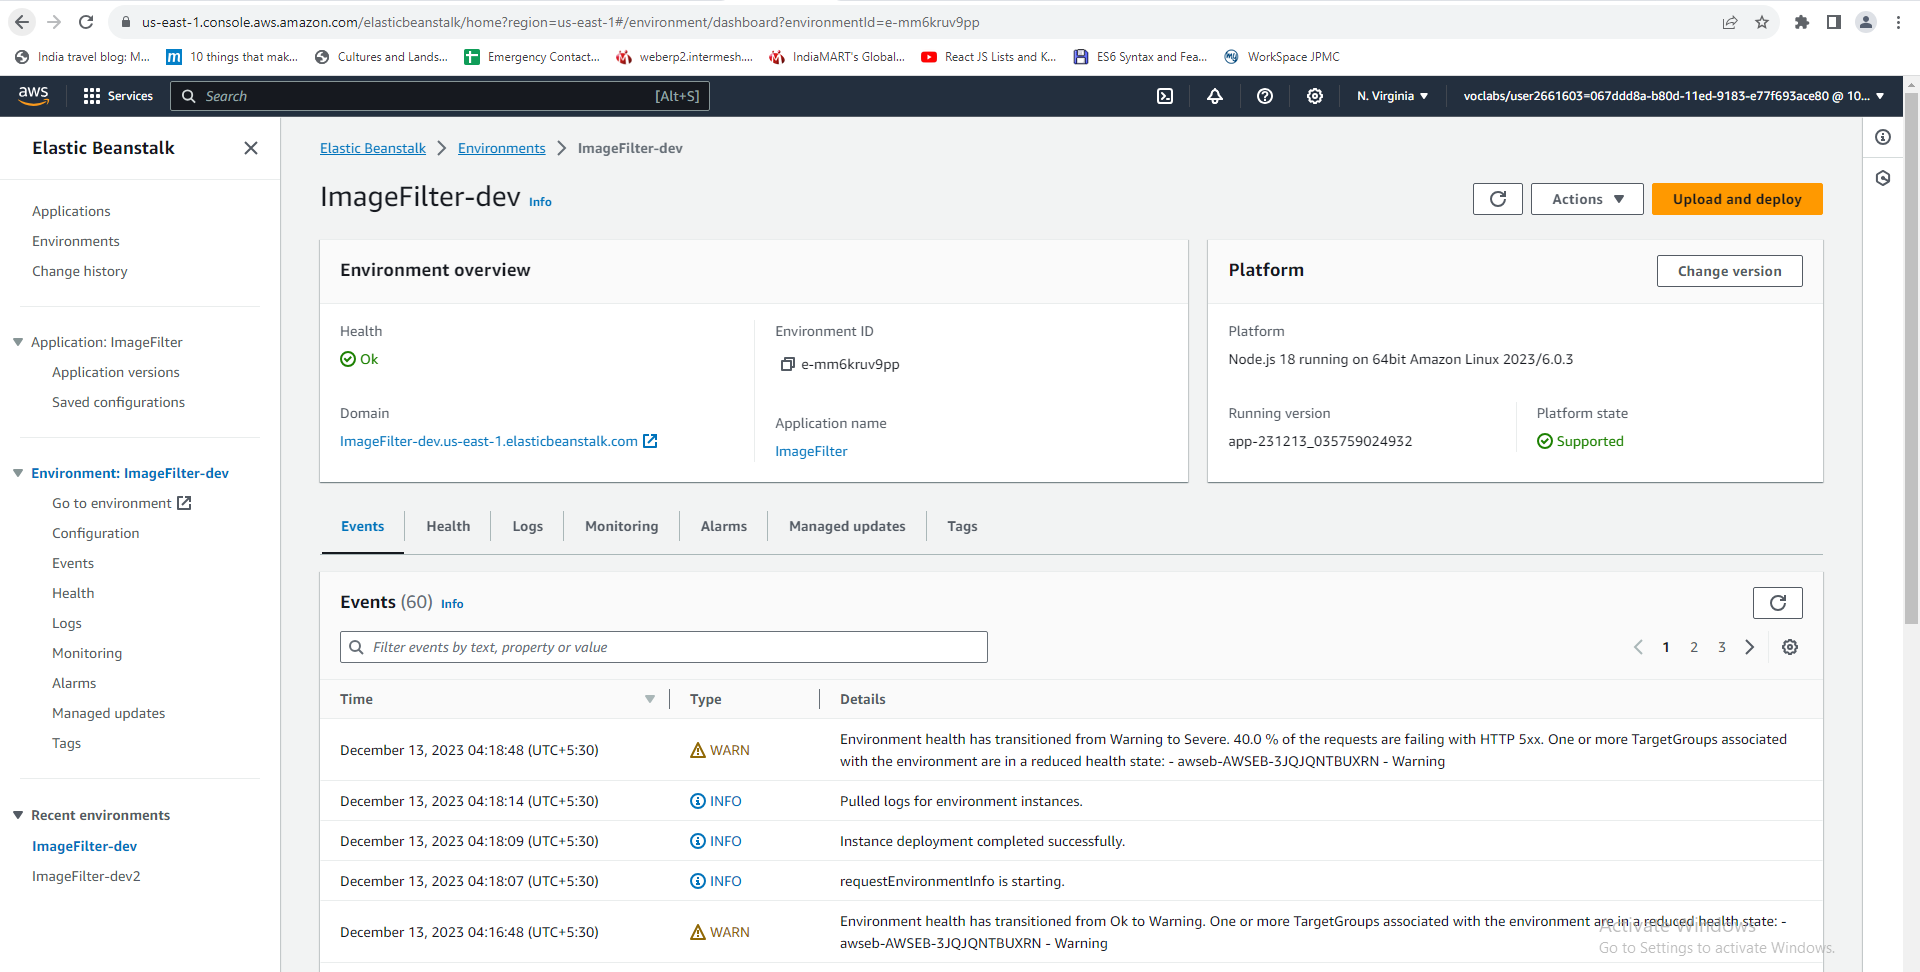 us-east-1.console.aws.amazon.com/elasticbeanstalk/home?region=us-east-1#/environment/dashboard?environmentId=e-mm6kruv9pp
India travel blog: M...
10 things that mak...
Cultures and Lands...
Emergency Contact...
weberp2.intermesh....
IndiaMART's Global...
React JS Lists and K...
ES6 Syntax and Fea...
WorkSpace JPMC
aws
Services
Search
[Alt+S]
N. Virginia
voclabs/user2661603=067ddd8a-b80d-11ed-9183-e77f693ace80 @ 10...
Elastic Beanstalk
Applications
Environments
Change history
Application: ImageFilter
Application versions
Saved configurations
Environment: ImageFilter-dev
Go to environment
Configuration
Events
Health
Logs
Monitoring
Alarms
Managed updates
Tags
Recent environments
ImageFilter-dev
ImageFilter-dev2
Elastic Beanstalk
Environments
ImageFilter-dev
ImageFilter-dev Info
Actions
Upload and deploy
Environment overview
Health
Ok
Environment ID
e-mm6kruv9pp
Domain
ImageFilter-dev.us-east-1.elasticbeanstalk.com
Application name
ImageFilter
Platform
Change version
Platform
Node.js 18 running on 64bit Amazon Linux 2023/6.0.3
Running version
app-231213_035759024932
Platform state
Supported
Events
Health
Logs
Monitoring
Alarms
Managed updates
Tags
Events (60) Info
Filter events by text, property or value
1 2 3
Time
Type
Details
December 13, 2023 04:18:48 (UTC+5:30)
WARN
Environment health has transitioned from Warning to Severe. 40.0 % of the requests are failing with HTTP 5xx. One or more TargetGroups associated
with the environment are in a reduced health state: - awseb-AWSEB-3JQJQNTBUXRN - Warning
December 13, 2023 04:18:14 (UTC+5:30)
INFO
Pulled logs for environment instances.
December 13, 2023 04:18:09 (UTC+5:30)
INFO
Instance deployment completed successfully.
December 13, 2023 04:18:07 (UTC+5:30)
INFO
requestEnvironmentInfo is starting.
December 13, 2023 04:16:48 (UTC+5:30)
WARN
Environment health has transitioned from Ok to Warning. One or more TargetGroups associated with the environment are in a reduced health state: -
awseb-AWSEB-3JQJQNTBUXRN - Warning
Activate Windows
Go to Settings to activate Windows.